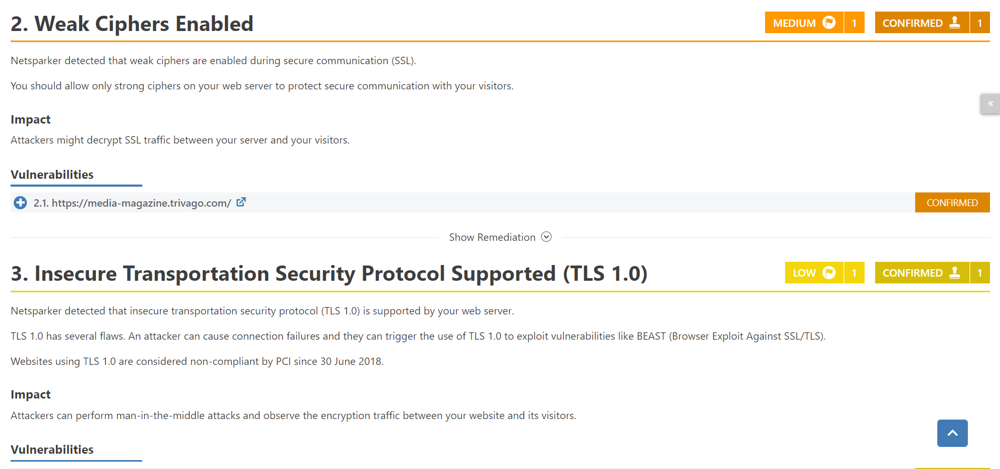 2. Weak Ciphers Enabled
MEDIUM 1 CONFIRMED 1
Netsparker detected that weak ciphers are enabled during secure communication (SSL).
You should allow only strong ciphers on your web server to protect secure communication with your visitors.
«
Impact
Attackers might decrypt SSL traffic between your server and your visitors.
Vulnerabilities
2.1. https://media-magazine.trivago.com/ CONFIRMED
Show Remediation
3. Insecure Transportation Security Protocol Supported (TLS 1.0)
LOW 1 CONFIRMED 1
Netsparker detected that insecure transportation security protocol (TLS 1.0) is supported by your web server.
TLS 1.0 has several flaws. An attacker can cause connection failures and they can trigger the use of TLS 1.0 to exploit vulnerabilities like BEAST (Browser Exploit Against SSL/TLS).
Websites using TLS 1.0 are considered non-compliant by PCI since 30 June 2018.
Impact
Attackers can perform man-in-the-middle attacks and observe the encryption traffic between your website and its visitors.
Vulnerabilities